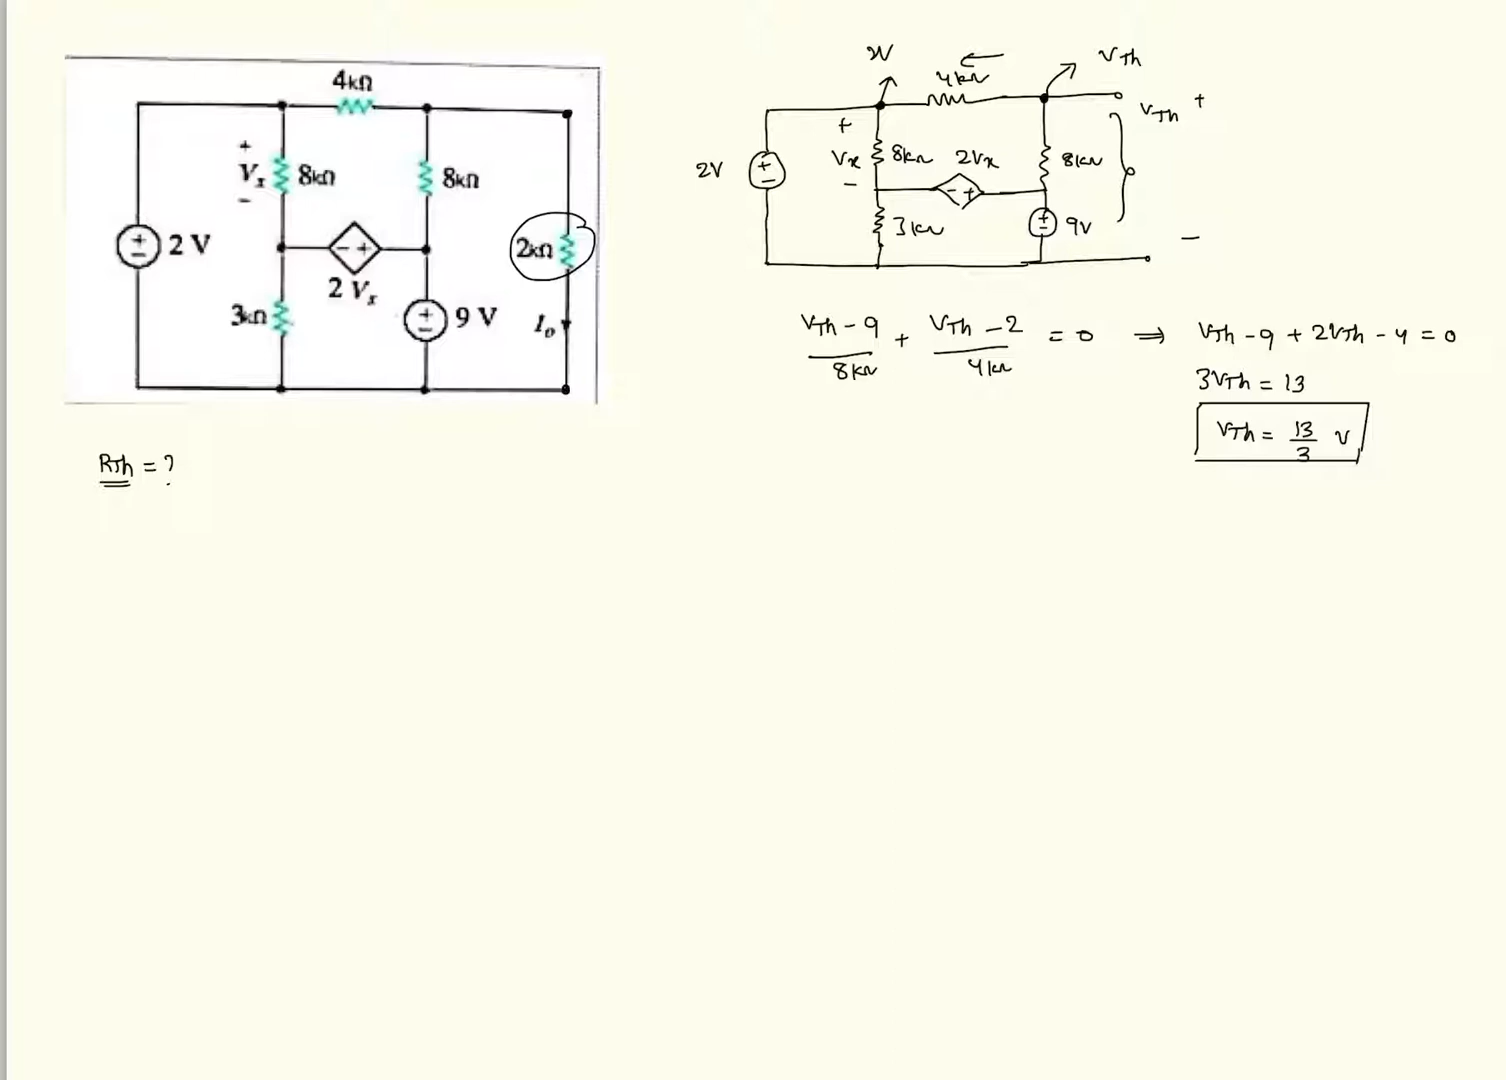 4kΩ
+
Vx
-
8kΩ
8kΩ
2 V
2kΩ
2 Vx
3kΩ
9 V
Io
2V
4kΩ
VTh
+
VTh
+
Vx
-
8kΩ
2Vx
8kΩ
2V
3kΩ
9V
-
VTh - 9 / 8kΩ + VTh - 2 / 4kΩ = 0 ⇒ VTh - 9 + 2VTh - 4 = 0
3VTh = 13
VTh = 13/3 V
RTh = ?